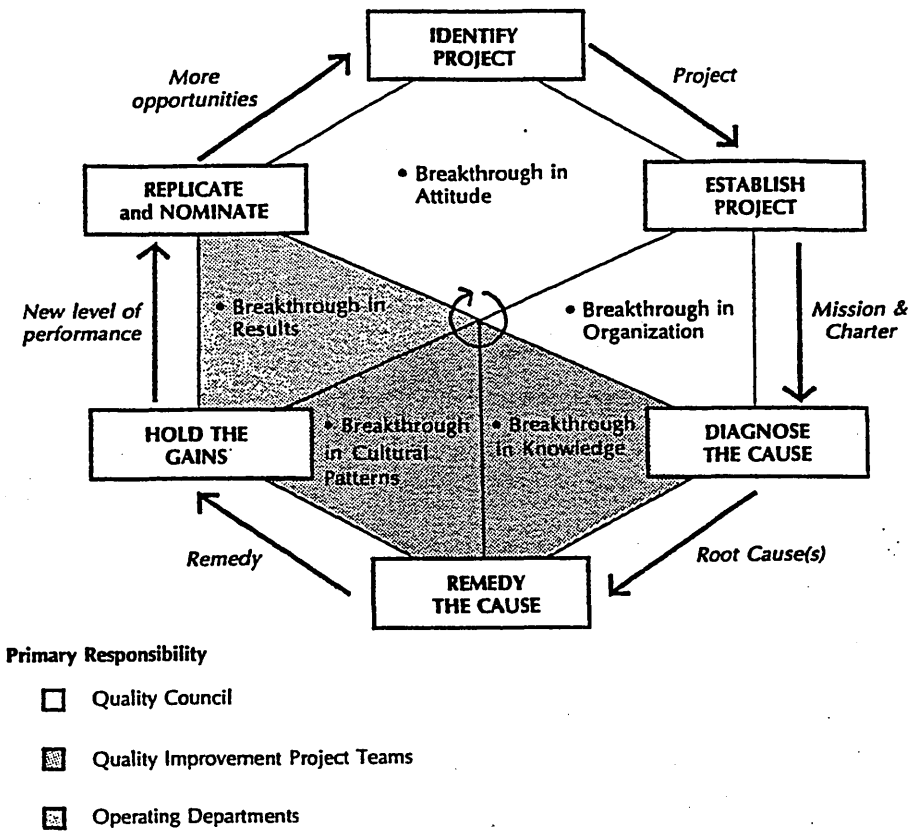 IDENTIFY
PROJECT
More
opportunities
Project
REPLICATE
and NOMINATE
• Breakthrough in
Attitude
ESTABLISH
PROJECT
New level of
performance
• Breakthrough in
Results
• Breakthrough in
Organization
Mission &
Charter
HOLD THE
GAINS
• Breakthrough
in Cultural
Patterns
• Breakthrough
in Knowledge
DIAGNOSE
THE CAUSE
Remedy
REMEDY
THE CAUSE
Root Cause(s)
Primary Responsibility
Quality Council
Quality Improvement Project Teams
Operating Departments